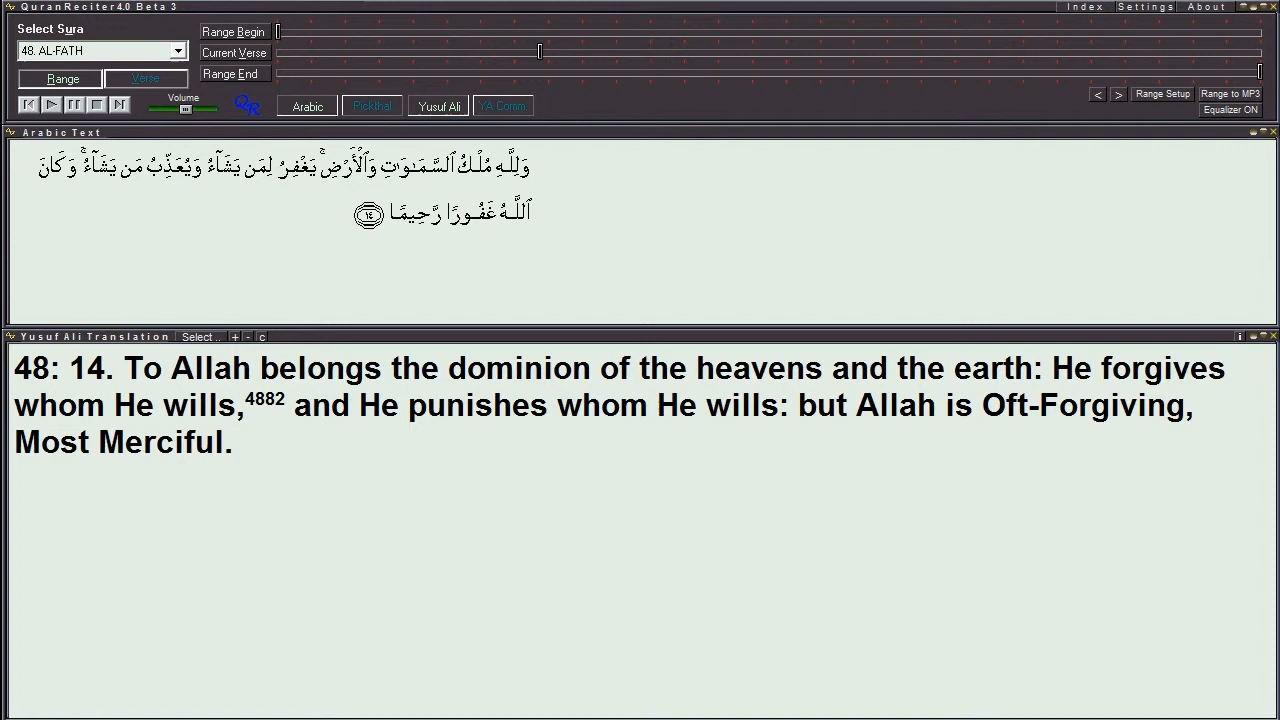 QuranReciter4.0 Beta 3
Index Settings About
Select Sura
48. AL-FATH
Range Verse
Volume
Range Begin
Current Verse
Range End
Arabic Pickthal Yusuf Ali YA Comm
< > Range Setup Range to MP3
Equalizer ON
Arabic Text
وَلِلَّهِ مُلْكُ ٱلسَّمَـٰوَٰتِ وَٱلْأَرْضِ ۚ يَغْفِرُ لِمَن يَشَآءُ وَيُعَذِّبُ مَن يَشَآءُ ۚ وَكَانَ
ٱللَّهُ غَفُورًا رَّحِيمًا ١٤
Yusuf Ali Translation Select .. + - c i
48: 14. To Allah belongs the dominion of the heavens and the earth: He forgives
whom He wills,4882 and He punishes whom He wills: but Allah is Oft-Forgiving,
Most Merciful.